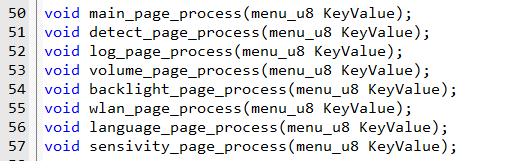 50 void main_page_process(menu_u8 KeyValue);
51 void detect_page_process(menu_u8 KeyValue);
52 void log_page_process(menu_u8 KeyValue);
53 void volume_page_process(menu_u8 KeyValue);
54 void backlight_page_process(menu_u8 KeyValue);
55 void wlan_page_process(menu_u8 KeyValue);
56 void language_page_process(menu_u8 KeyValue);
57 void sensivity_page_process(menu_u8 KeyValue);